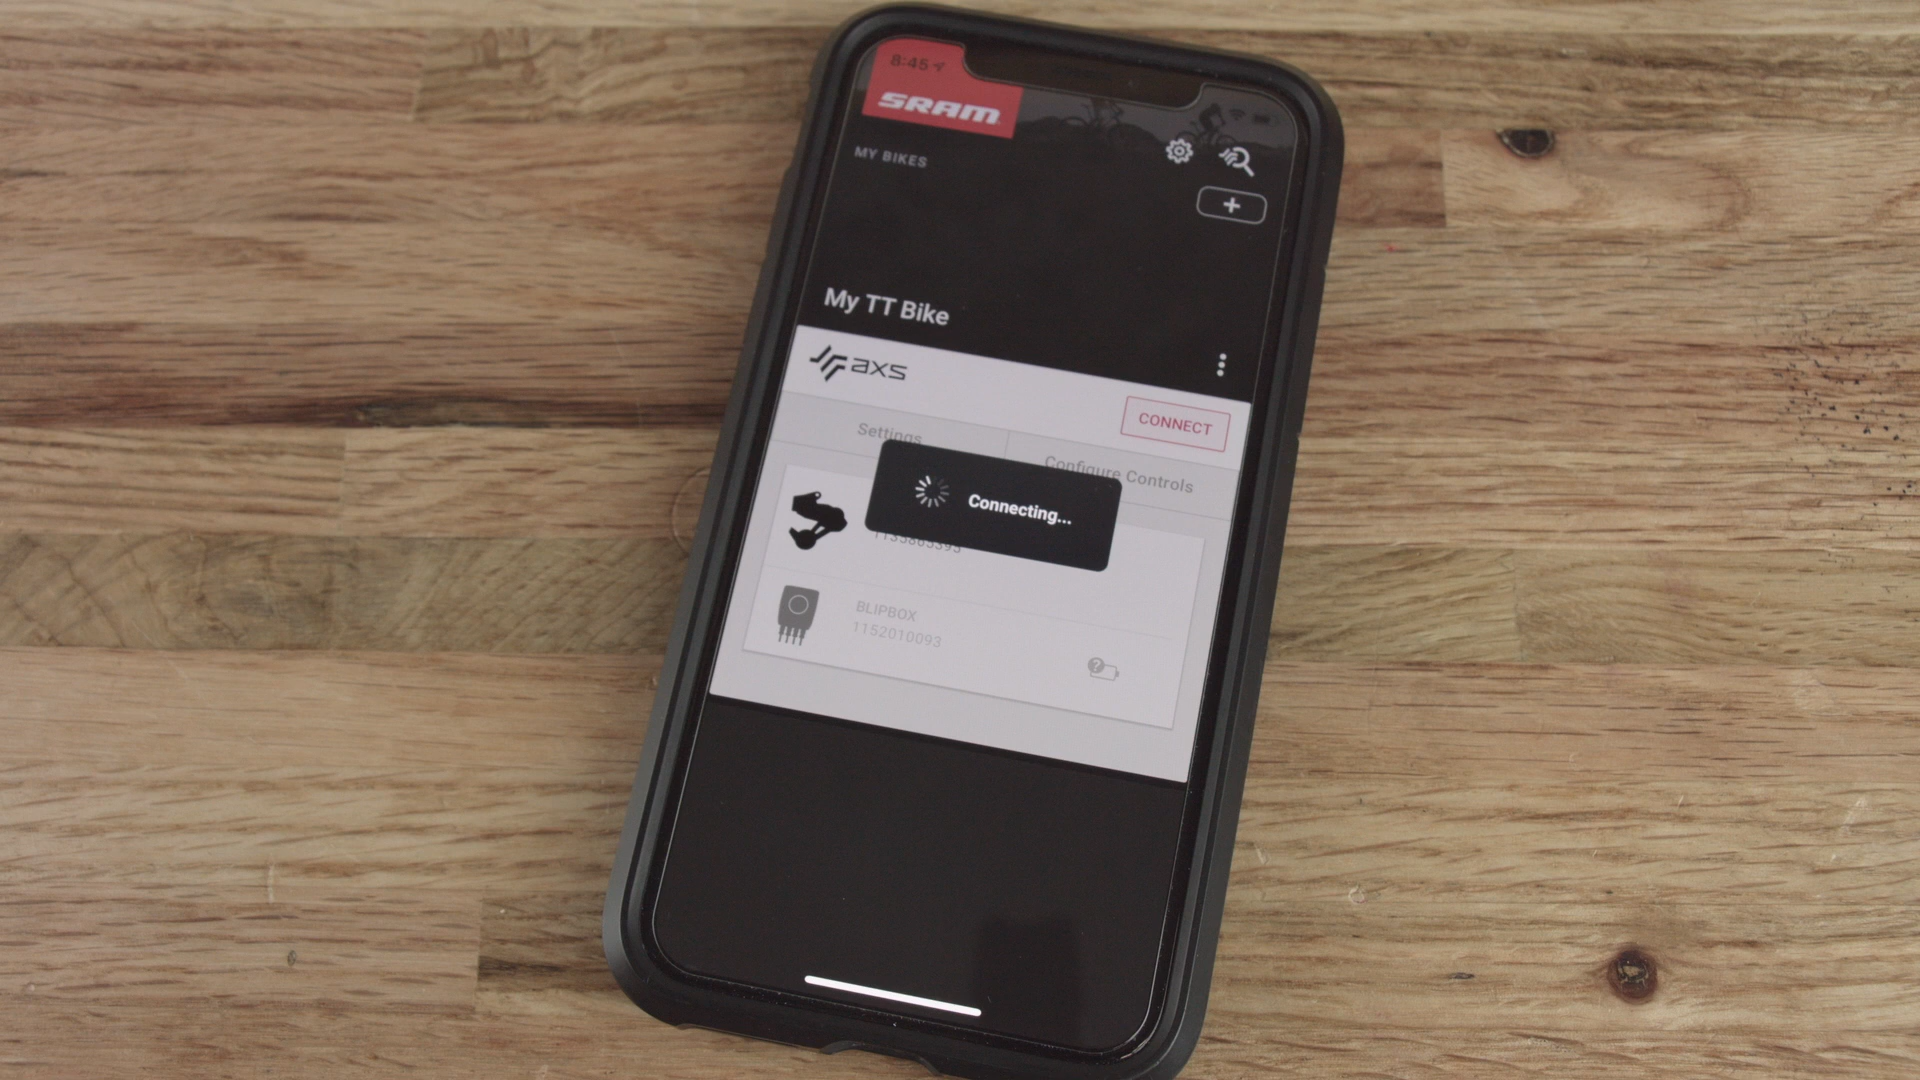 8:45
SRAM
MY BIKES
+
My TT Bike
axs
CONNECT
Settings
Configure Controls
Connecting...
BLIPBOX
1152010093
?